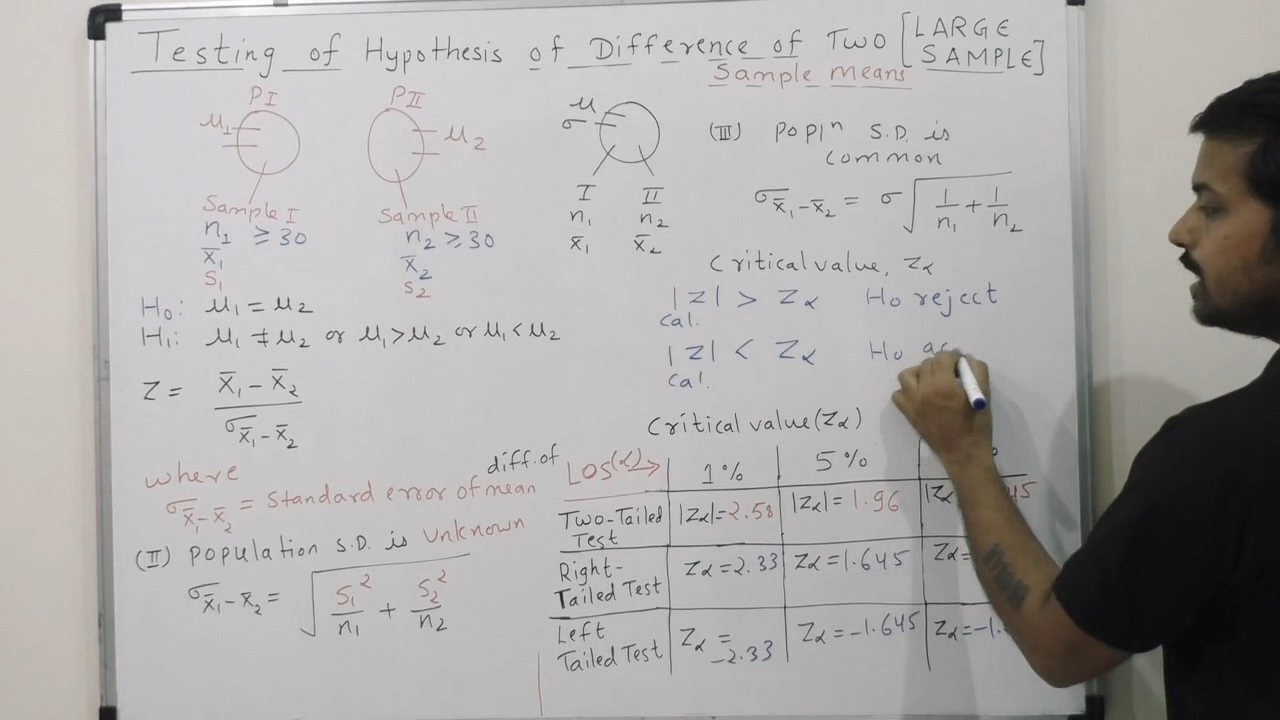 Testing of Hypothesis of Difference of Two [LARGE SAMPLE]
Sample means
PI
μ₁
Sample I
n₁ ≥ 30
x̄₁
S₁
PII
μ₂
Sample II
n₂ ≥ 30
x̄₂
S₂
H₀: μ₁ = μ₂
H₁: μ₁ ≠ μ₂ or μ₁ > μ₂ or μ₁ < μ₂
Z = (x̄₁ - x̄₂) / σx̄₁-x̄₂
where
σx̄₁-x̄₂ = Standard error of diff. of mean
(II) Population S.D. is unknown
σx̄₁-x̄₂ = √(S₁²/n₁ + S₂²/n₂)
μ
σ
I II
n₁ n₂
x̄₁ x̄₂
(III) Poplⁿ S.D. is
common
σx̄₁-x̄₂ = σ √(1/n₁ + 1/n₂)
Critical value, Zα
|Z| > Zα H₀ reject
cal.
|Z| < Zα H₀
cal.
Critical value (Zα)
LOS(α)→ 1% 5%
Two-Tailed Test |Zα|=2.58 |Zα|= 1.96 |Zα
Right-Tailed Test Zα=2.33 Zα=1.645 Zα=
Left Tailed Test Zα = -2.33 Zα=-1.645 Zα=-1.